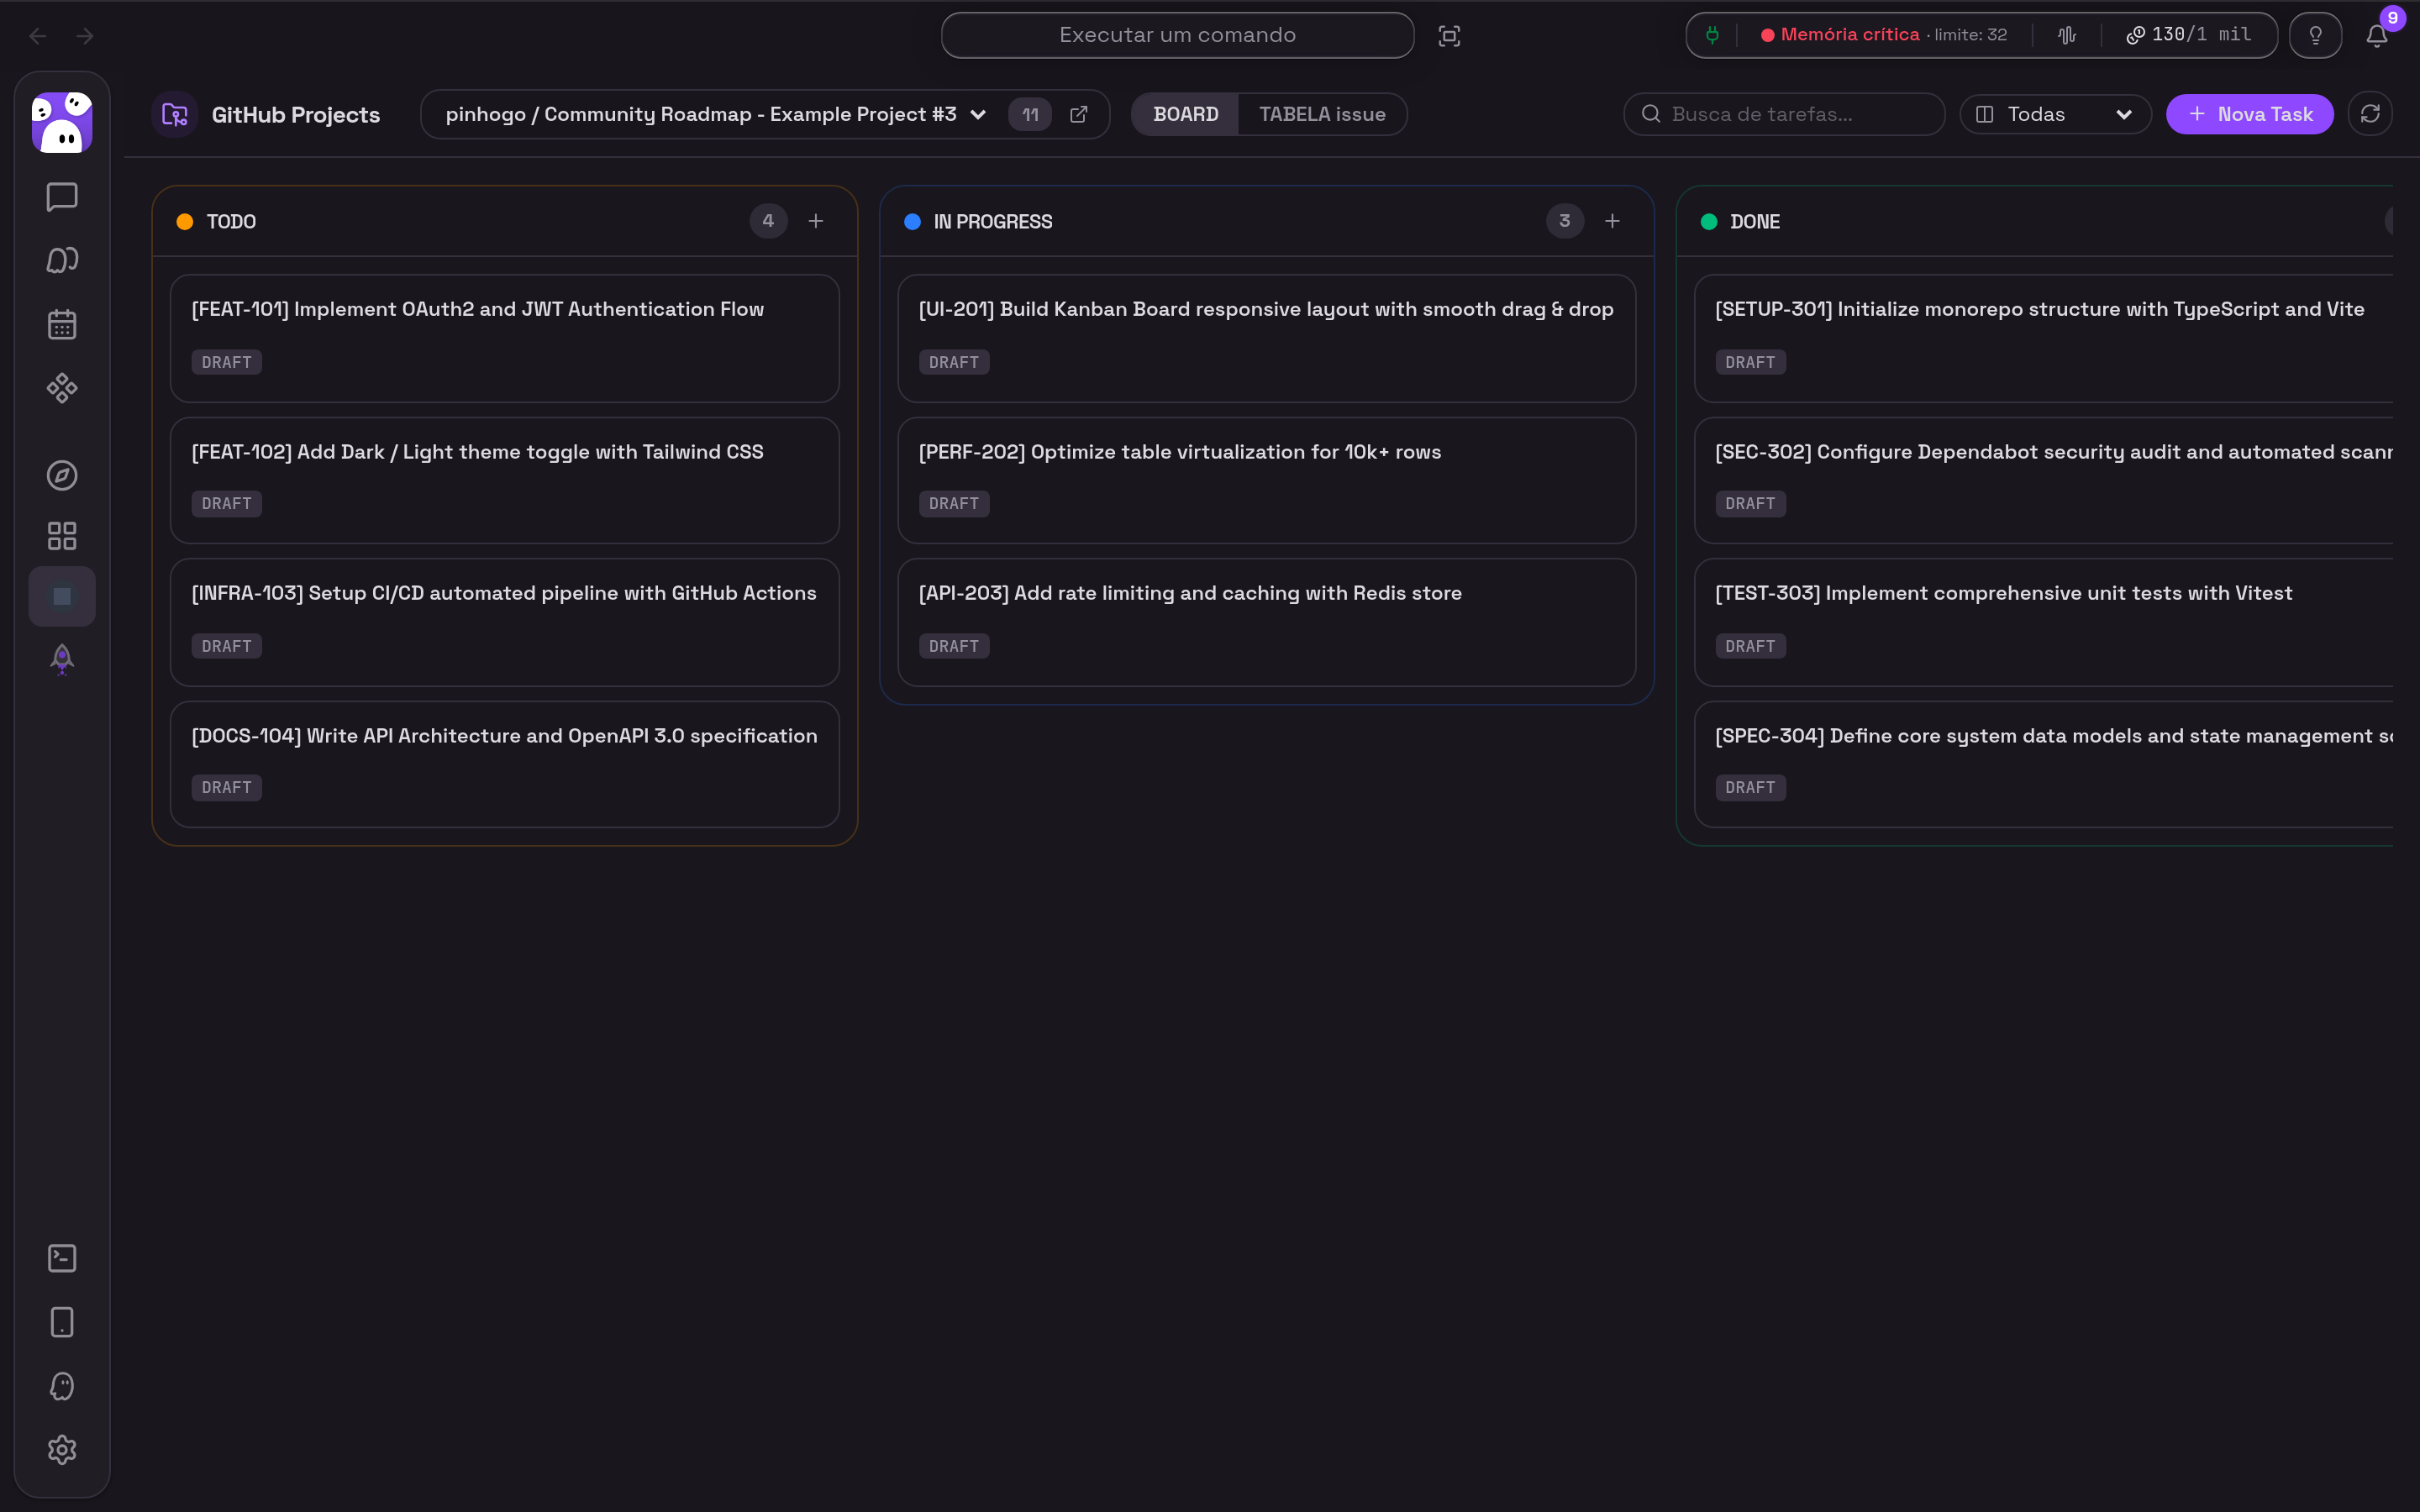 Executar um comando
Memória crítica · limite: 32
130/1 mil
9
GitHub Projects
pinhogo / Community Roadmap - Example Project #3
11
BOARD
TABELA issue
Busca de tarefas...
Todas
+ Nova Task
TODO
4
[FEAT-101] Implement OAuth2 and JWT Authentication Flow
DRAFT
[FEAT-102] Add Dark / Light theme toggle with Tailwind CSS
DRAFT
[INFRA-103] Setup CI/CD automated pipeline with GitHub Actions
DRAFT
[DOCS-104] Write API Architecture and OpenAPI 3.0 specification
DRAFT
IN PROGRESS
3
[UI-201] Build Kanban Board responsive layout with smooth drag & drop
DRAFT
[PERF-202] Optimize table virtualization for 10k+ rows
DRAFT
[API-203] Add rate limiting and caching with Redis store
DRAFT
DONE
[SETUP-301] Initialize monorepo structure with TypeScript and Vite
DRAFT
[SEC-302] Configure Dependabot security audit and automated
DRAFT
[TEST-303] Implement comprehensive unit tests with Vitest
DRAFT
[SPEC-304] Define core system data models and state management
DRAFT